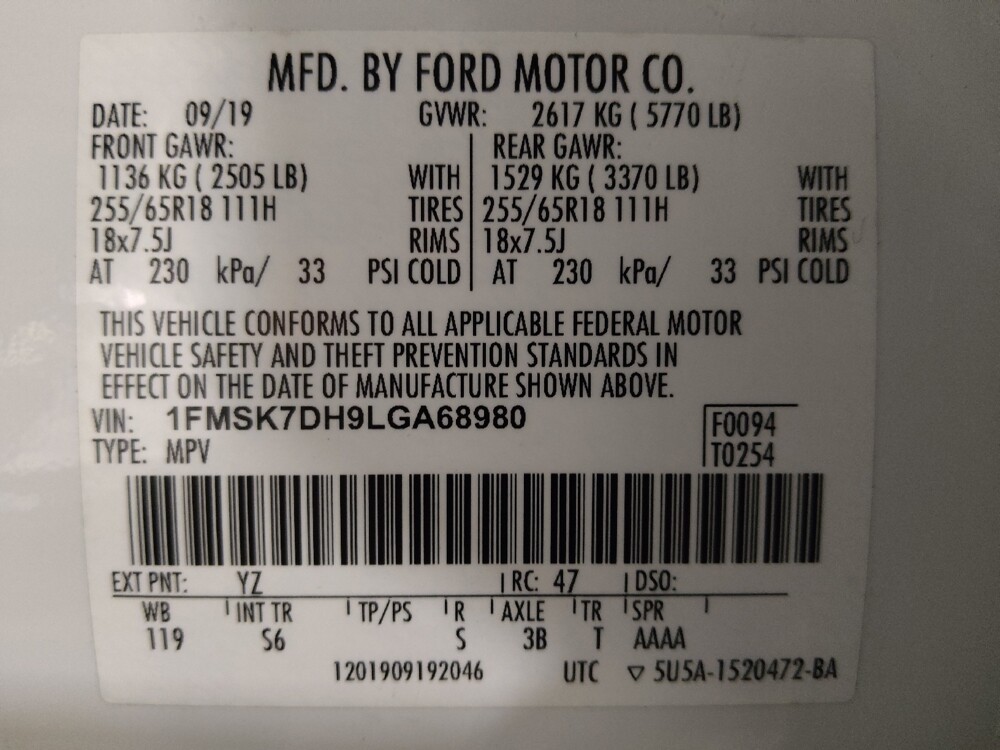 MFD. BY FORD MOTOR CO.
DATE: 09/19 GVWR: 2617 KG ( 5770 LB)
FRONT GAWR: REAR GAWR:
1136 KG ( 2505 LB) WITH 1529 KG ( 3370 LB) WITH
255/65R18 111H TIRES 255/65R18 111H TIRES
18x7.5J RIMS 18x7.5J RIMS
AT 230 kPa/ 33 PSI COLD AT 230 kPa/ 33 PSI COLD
THIS VEHICLE CONFORMS TO ALL APPLICABLE FEDERAL MOTOR
VEHICLE SAFETY AND THEFT PREVENTION STANDARDS IN
EFFECT ON THE DATE OF MANUFACTURE SHOWN ABOVE.
VIN: 1FMSK7DH9LGA68980 F0094
TYPE: MPV T0254
EXT PNT: YZ RC: 47 DSO:
WB INT TR TP/PS R AXLE TR SPR
119 S6 S 3B T AAAA
1201909192046 UTC ▽ 5U5A-1520472-BA